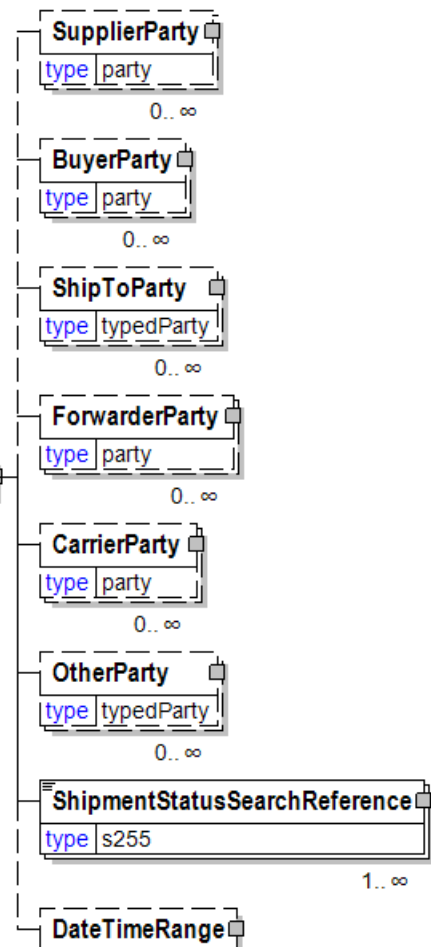 SupplierParty
type party
0.. ∞
BuyerParty
type party
0.. ∞
ShipToParty
type typedParty
0.. ∞
ForwarderParty
type party
0.. ∞
CarrierParty
type party
0.. ∞
OtherParty
type typedParty
0.. ∞
ShipmentStatusSearchReference
type s255
1.. ∞
DateTimeRange